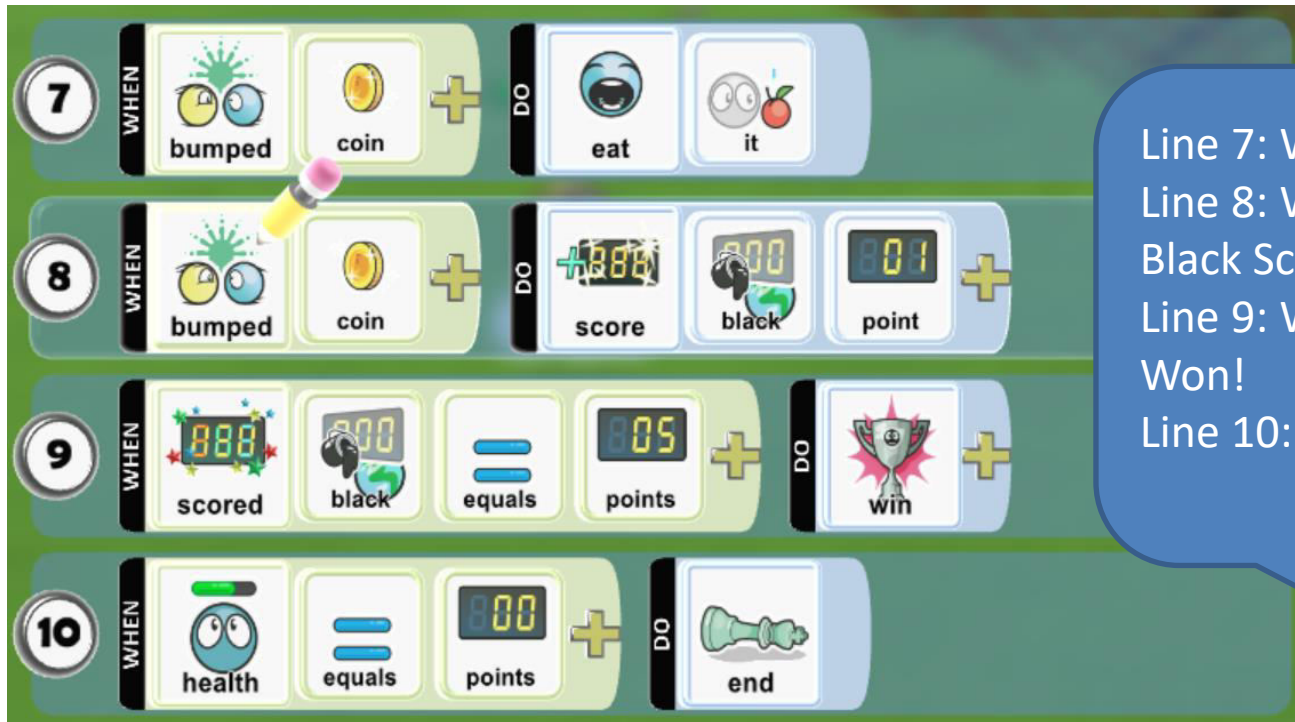 7 WHEN bumped coin DO eat it
8 WHEN bumped coin DO score black 01 point
9 WHEN scored black equals 05 points DO win
10 WHEN health equals 00 points DO end
Line 7:
Line 8:
Black
Line 9:
Won!
Line 10: